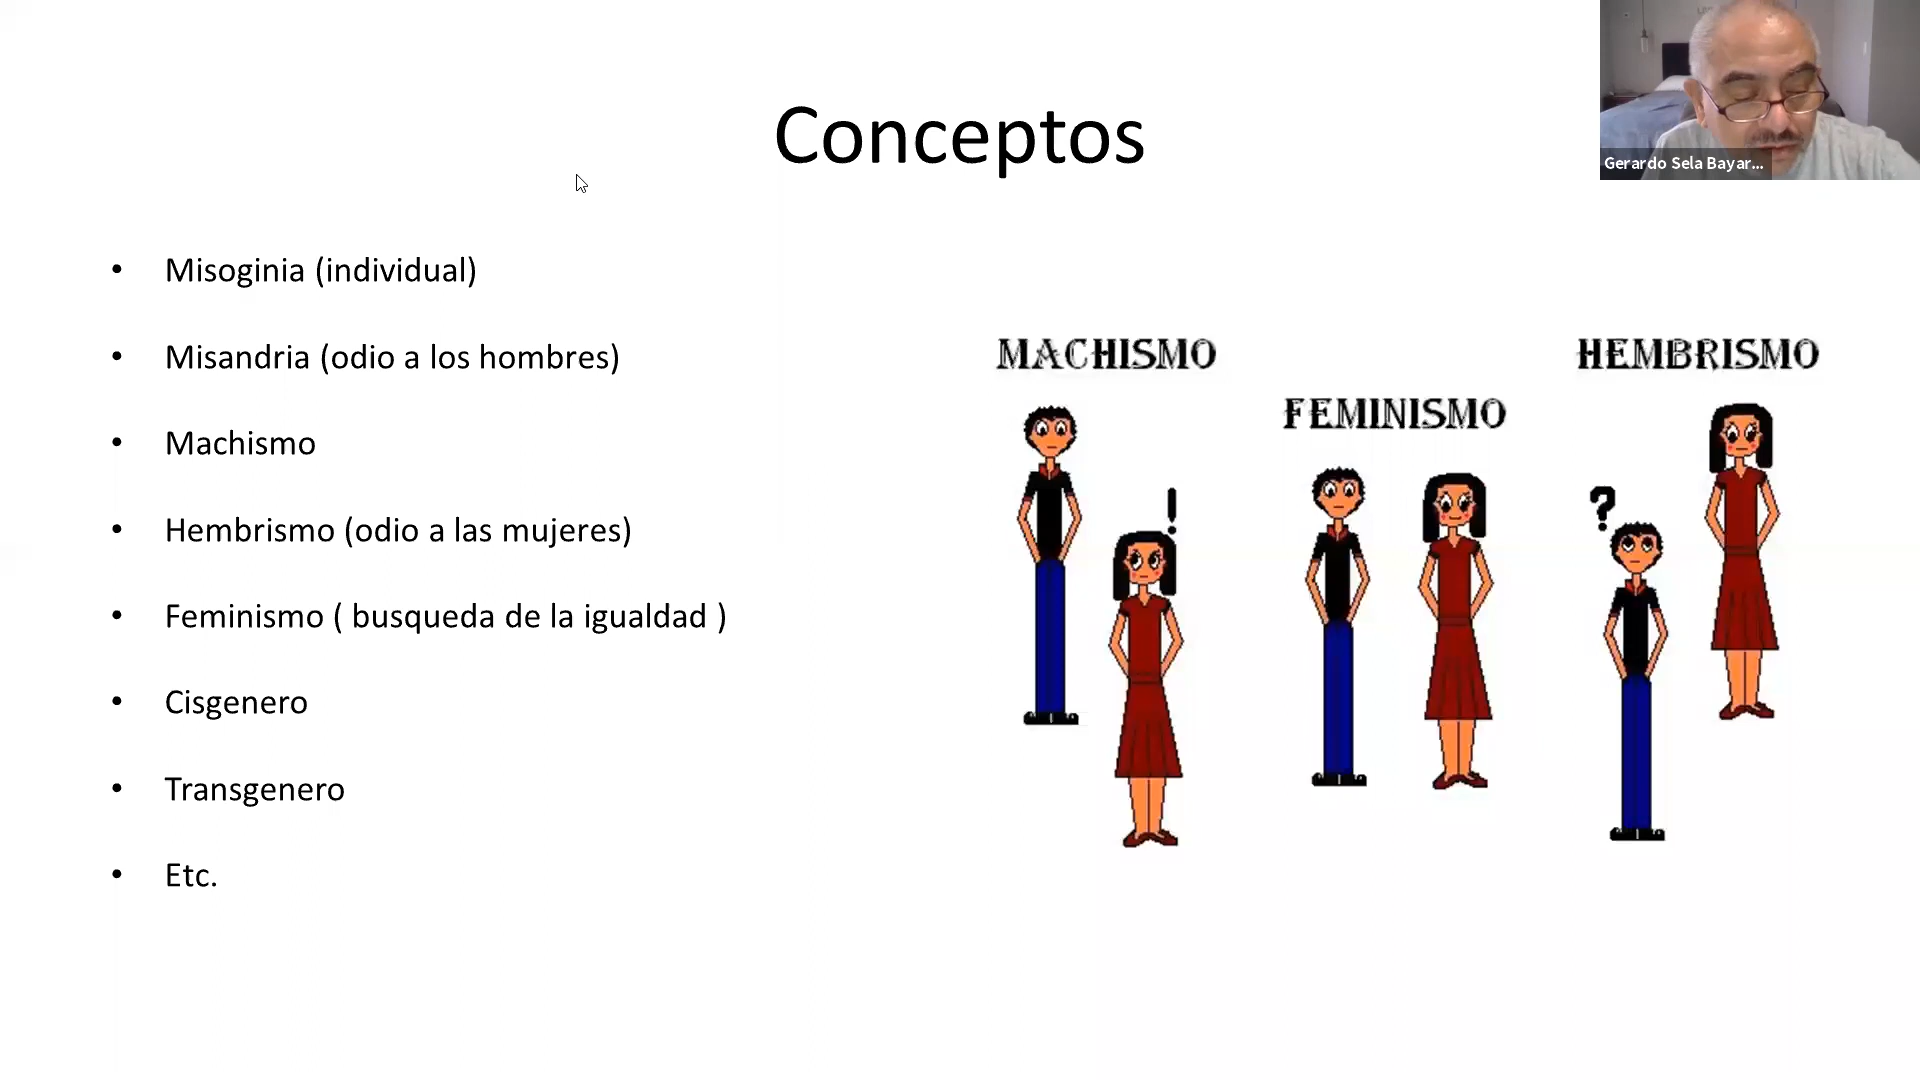 Conceptos
Gerardo Sela Bayar...
• Misoginia (individual)
• Misandria (odio a los hombres)
• Machismo
• Hembrismo (odio a las mujeres)
• Feminismo ( busqueda de la igualdad )
• Cisgenero
• Transgenero
• Etc.
MACHISMO
FEMINISMO
HEMBRISMO
!
?